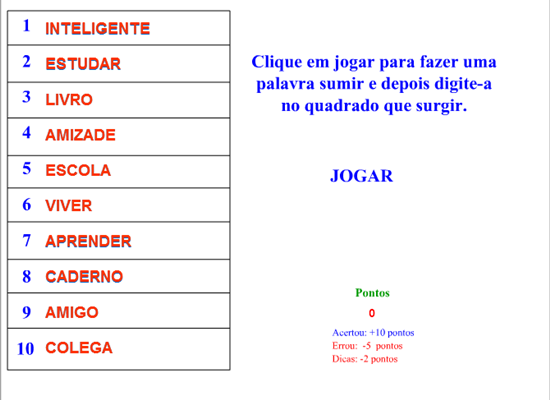 1 INTELIGENTE
2 ESTUDAR
3 LIVRO
4 AMIZADE
5 ESCOLA
6 VIVER
7 APRENDER
8 CADERNO
9 AMIGO
10 COLEGA
Clique em jogar para fazer uma
palavra sumir e depois digite-a
no quadrado que surgir.
JOGAR
Pontos
0
Acertou: +10 pontos
Errou: -5 pontos
Dicas: -2 pontos